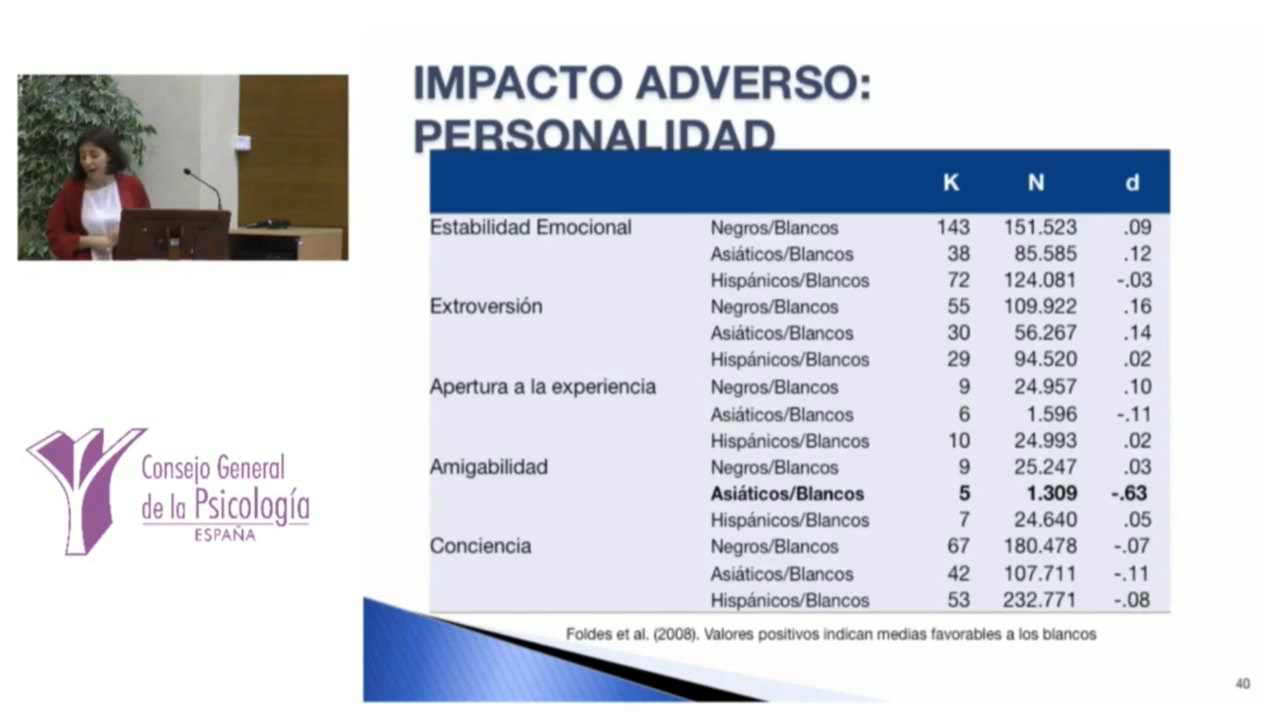 IMPACTO ADVERSO:
PERSONALIDAD
K N d
Estabilidad Emocional Negros/Blancos 143 151.523 .09
Asiáticos/Blancos 38 85.585 .12
Hispánicos/Blancos 72 124.081 -.03
Extroversión Negros/Blancos 55 109.922 .16
Asiáticos/Blancos 30 56.267 .14
Hispánicos/Blancos 29 94.520 .02
Apertura a la experiencia Negros/Blancos 9 24.957 .10
Asiáticos/Blancos 6 1.596 -.11
Hispánicos/Blancos 10 24.993 .02
Amigabilidad Negros/Blancos 9 25.247 .03
Asiáticos/Blancos 5 1.309 -.63
Hispánicos/Blancos 7 24.640 .05
Conciencia Negros/Blancos 67 180.478 -.07
Asiáticos/Blancos 42 107.711 -.11
Hispánicos/Blancos 53 232.771 -.08
Foldes et al. (2008). Valores positivos indican medias favorables a los blancos
40
Consejo General
de la Psicología
ESPAÑA